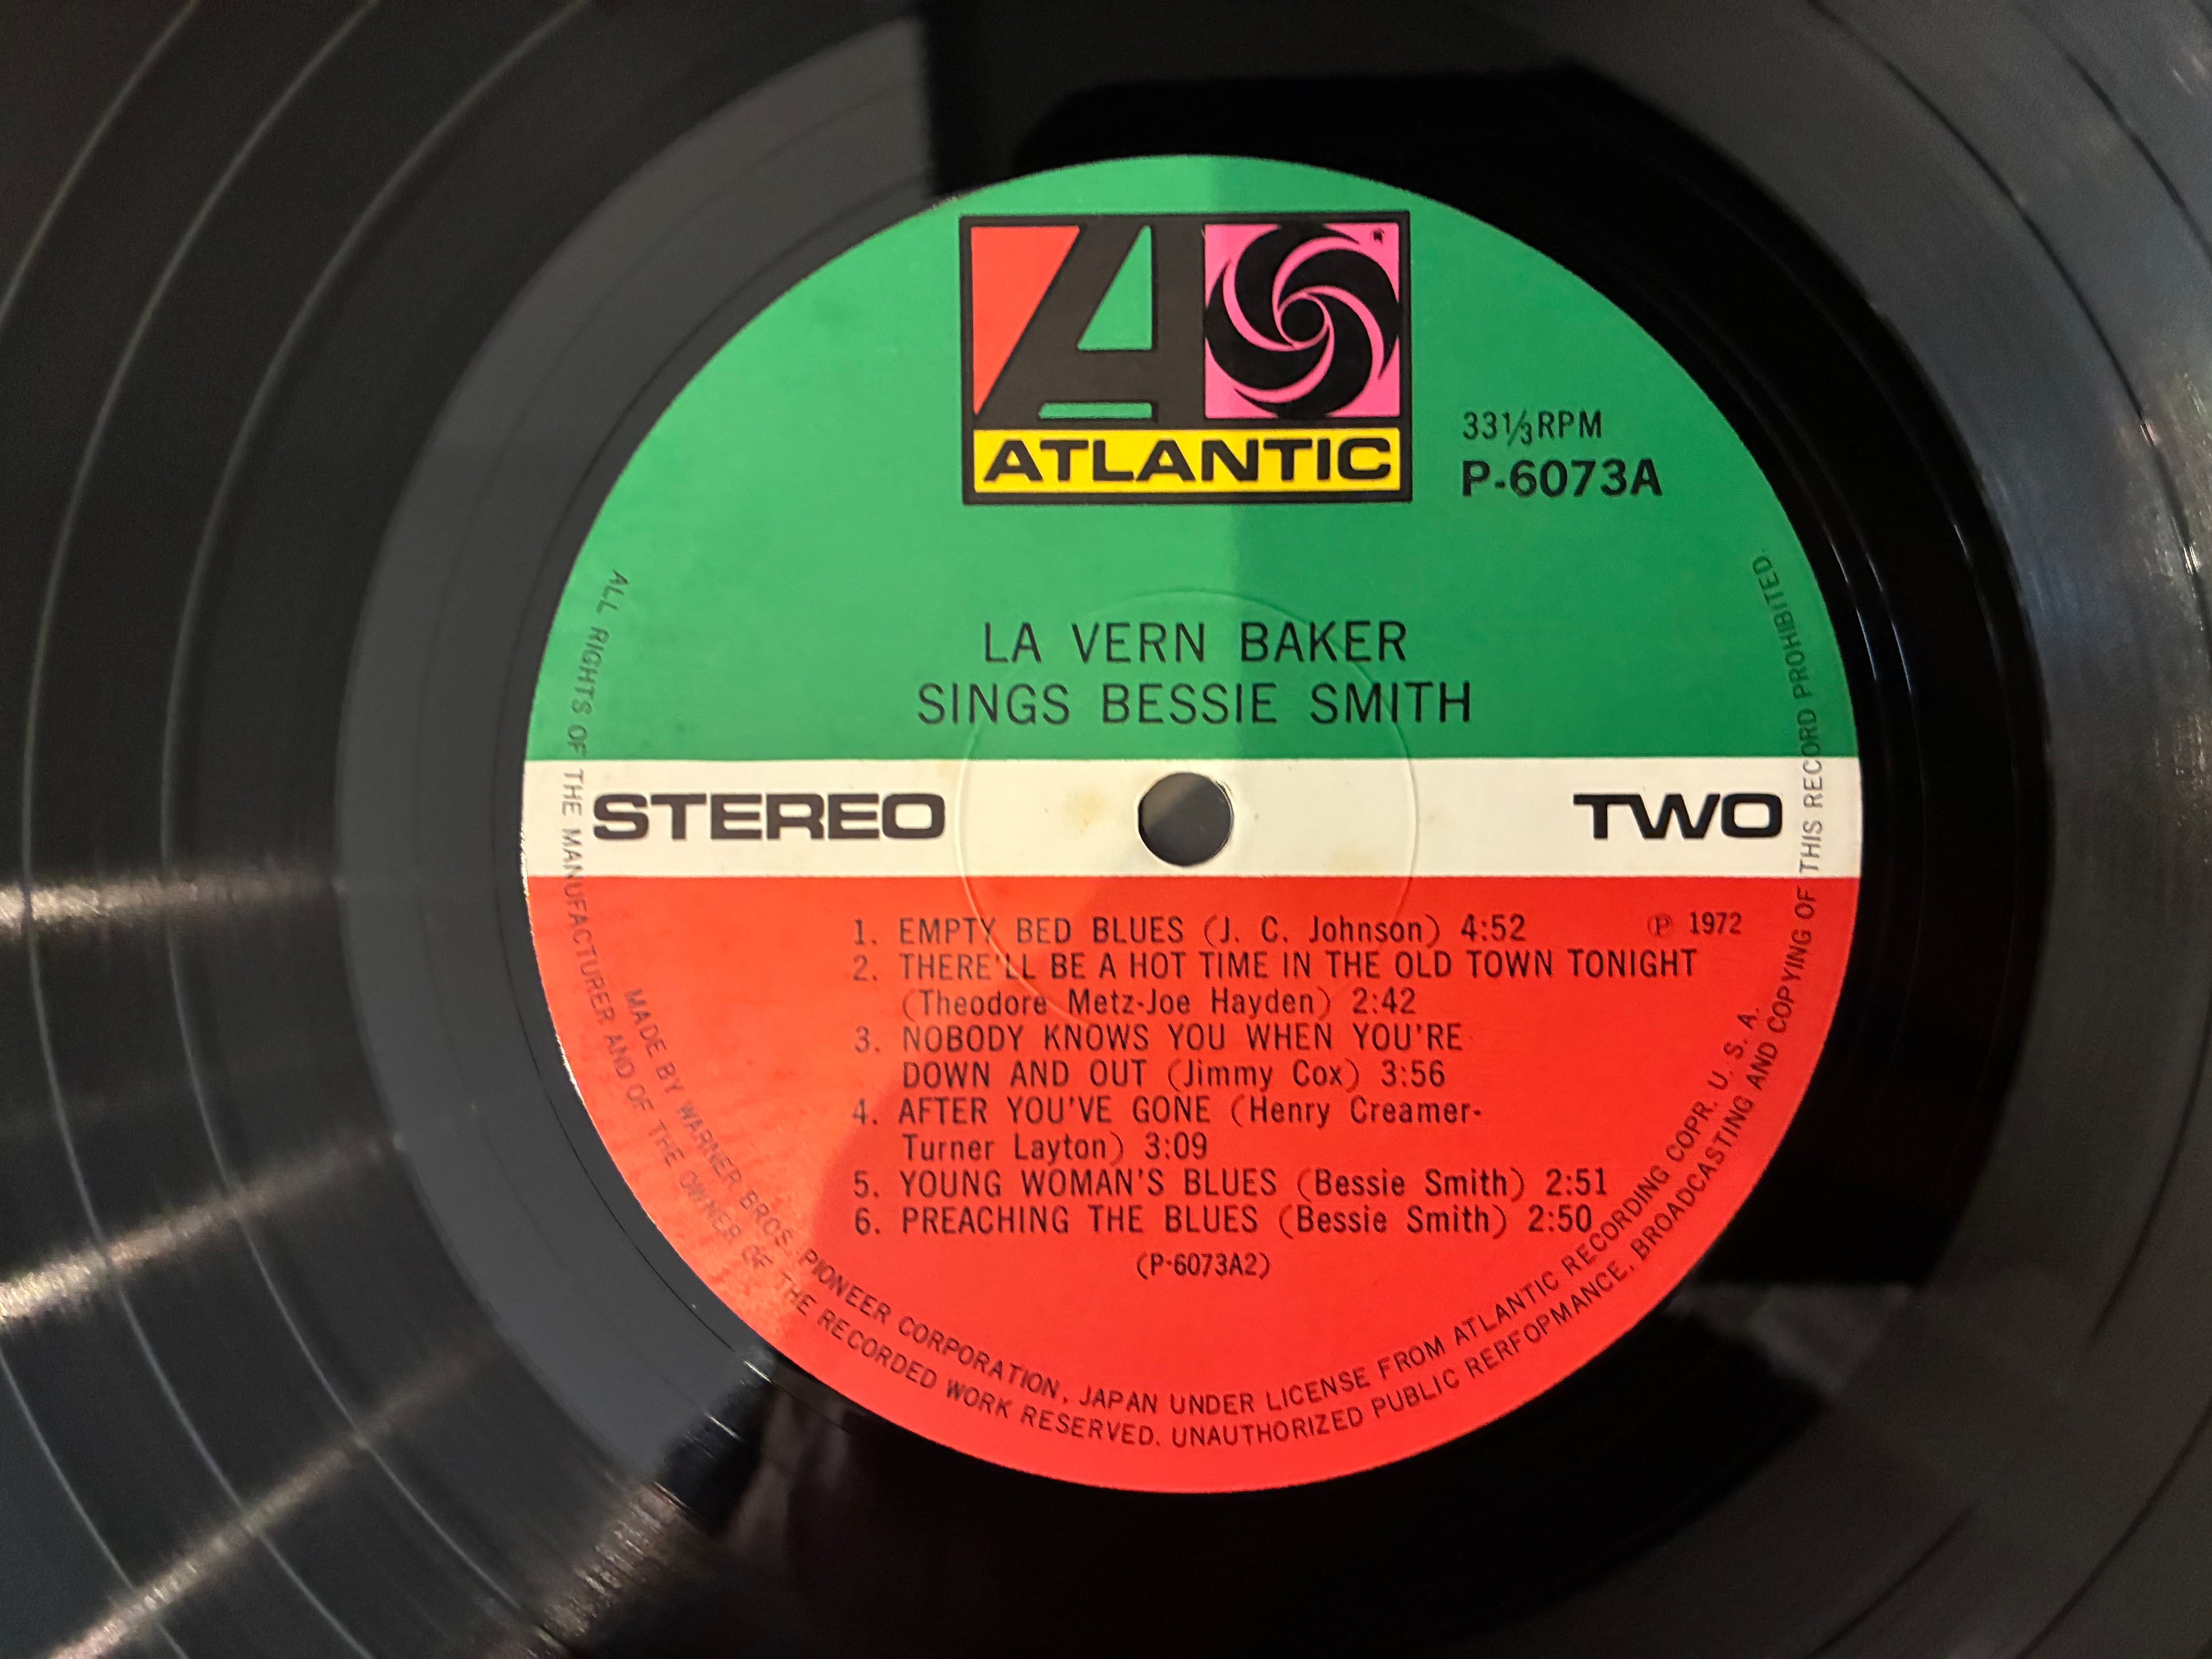 ATLANTIC
33⅓RPM
P-6073A
LA VERN BAKER
SINGS BESSIE SMITH
STEREO
TWO
1. EMPTY BED BLUES (J. C. Johnson) 4:52
℗ 1972
2. THERE'LL BE A HOT TIME IN THE OLD TOWN TONIGHT
(Theodore Metz-Joe Hayden) 2:42
3. NOBODY KNOWS YOU WHEN YOU'RE
DOWN AND OUT (Jimmy Cox) 3:56
4. AFTER YOU'VE GONE (Henry Creamer-
Turner Layton) 3:09
5. YOUNG WOMAN'S BLUES (Bessie Smith) 2:51
6. PREACHING THE BLUES (Bessie Smith) 2:50
(P-6073A2)
MADE BY WARNER BROS. PIONEER CORPORATION, JAPAN UNDER LICENSE FROM ATLANTIC RECORDING COPR. U. S. A.
ALL RIGHTS OF THE MANUFACTURER AND OF THE OWNER OF THE RECORDED WORK RESERVED. UNAUTHORIZED PUBLIC RERFOPMANCE, BROADCASTING AND COPYING OF THIS RECORD PROHIBITED.